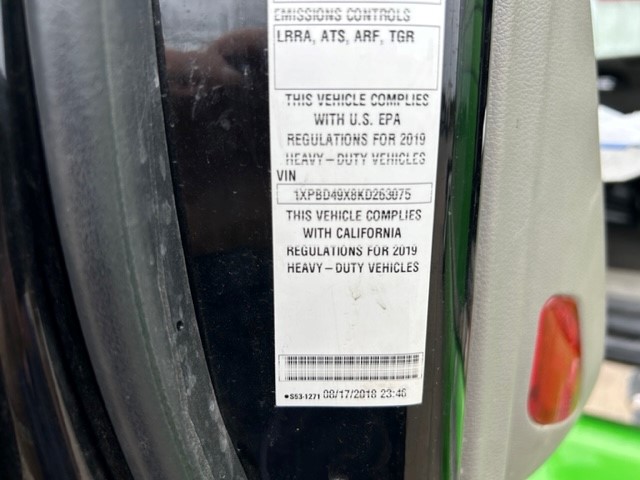 EMISSIONS CONTROLS
LRRA, ATS, ARF, TGR
THIS VEHICLE COMPLIES
WITH U.S. EPA
REGULATIONS FOR 2019
HEAVY-DUTY VEHICLES
VIN
1XPBD49X8KD263075
THIS VEHICLE COMPLIES
WITH CALIFORNIA
REGULATIONS FOR 2019
HEAVY-DUTY VEHICLES
●S53-1271 08/17/2018 23:46